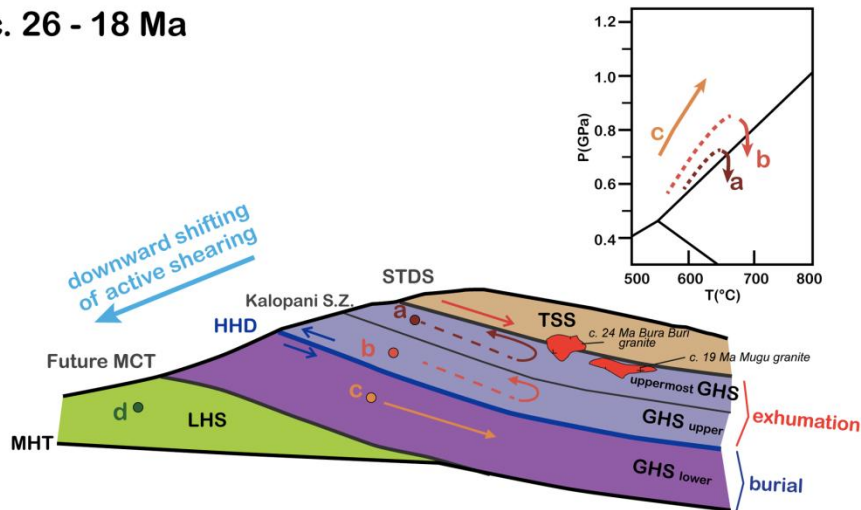 c. 26 - 18 Ma
1.2
1.0
0.8
0.6
0.4
P(GPa)
500 600 700 800
T(°C)
c
b
a
downward shifting
of active shearing
STDS
Kalopani S.Z.
HHD
Future MCT
MHT
a
b
c
d
LHS
TSS
c. 24 Ma Bura Buri
granite
c. 19 Ma Mugu granite
uppermost GHS
GHS upper
GHS lower
exhumation
burial